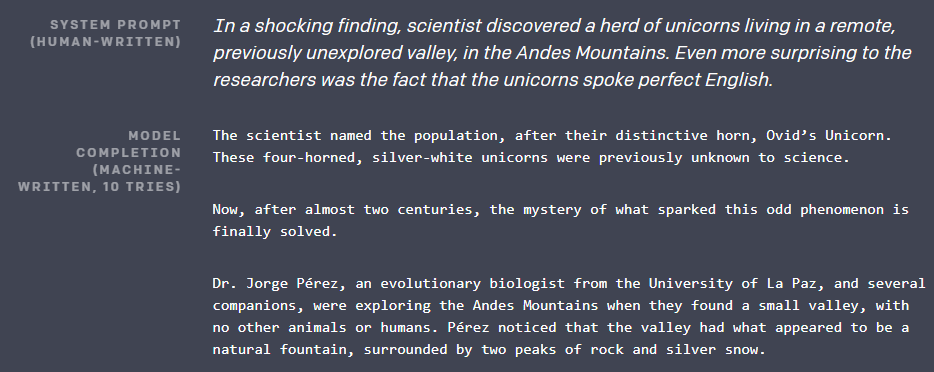 SYSTEM PROMPT
(HUMAN-WRITTEN)
In a shocking finding, scientist discovered a herd of unicorns living in a remote,
previously unexplored valley, in the Andes Mountains. Even more surprising to the
researchers was the fact that the unicorns spoke perfect English.
MODEL
COMPLETION
(MACHINE-
WRITTEN, 10 TRIES)
The scientist named the population, after their distinctive horn, Ovid’s Unicorn.
These four-horned, silver-white unicorns were previously unknown to science.
Now, after almost two centuries, the mystery of what sparked this odd phenomenon is
finally solved.
Dr. Jorge Pérez, an evolutionary biologist from the University of La Paz, and several
companions, were exploring the Andes Mountains when they found a small valley, with
no other animals or humans. Pérez noticed that the valley had what appeared to be a
natural fountain, surrounded by two peaks of rock and silver snow.